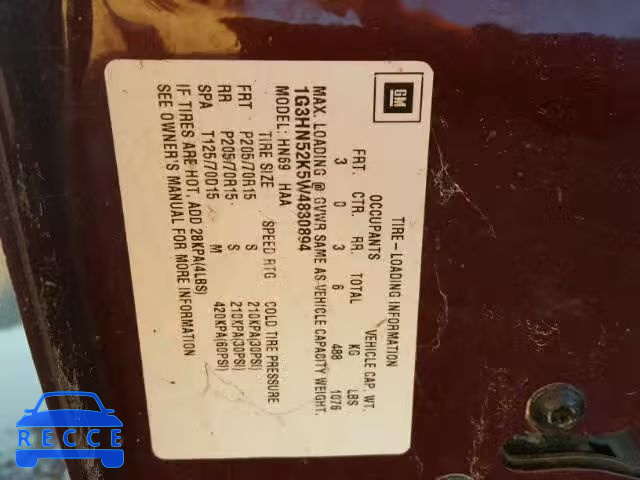 GM
TIRE-LOADING INFORMATION
OCCUPANTS VEHICLE CAP. WT.
FRT. CTR. RR. TOTAL KG LBS
3 0 3 6 488 1076
MAX. LOADING @ GVWR SAME AS VEHICLE CAPACITY WEIGHT.
1G3HN52K5W4830894
MODEL: HN69 HAA
TIRE SIZE SPEED RTG COLD TIRE PRESSURE
FRT P205/70R15 S 210KPA(30PSI)
RR P205/70R15 S 210KPA(30PSI)
SPA T125/70D15 M 420KPA(60PSI)
IF TIRES ARE HOT, ADD 28KPA(4LBS)
SEE OWNER'S MANUAL FOR MORE INFORMATION
RECCE